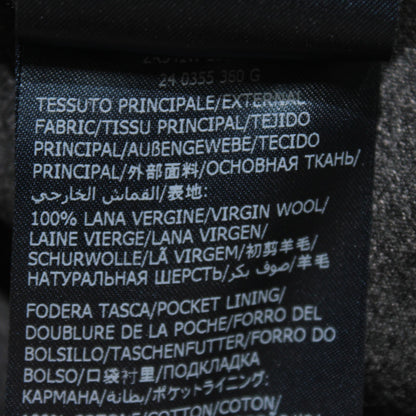 24 0355 360 G
TESSUTO PRINCIPALE/EXTERNAL
FABRIC/TISSU PRINCIPAL/TEJIDO
PRINCIPAL/AUßENGEWEBE/TECIDO
PRINCIPAL/外部面料/ОСНОВНАЯ ТКАНЬ/
القماش الخارجي/表地:
100% LANA VERGINE/VIRGIN WOOL/
LAINE VIERGE/LANA VIRGEN/
SCHURWOLLE/LÃ VIRGEM/初剪羊毛/
НАТУРАЛЬНАЯ ШЕРСТЬ/صوف بكر/羊毛
FODERA TASCA/POCKET LINING/
DOUBLURE DE LA POCHE/FORRO DEL
BOLSILLO/TASCHENFUTTER/FORRO DO
BOLSO/口袋衬里/ПОДКЛАДКА
КАРМАНА/بطانة/ポケットライニング:
100% COTONE/COTTON/COTON/